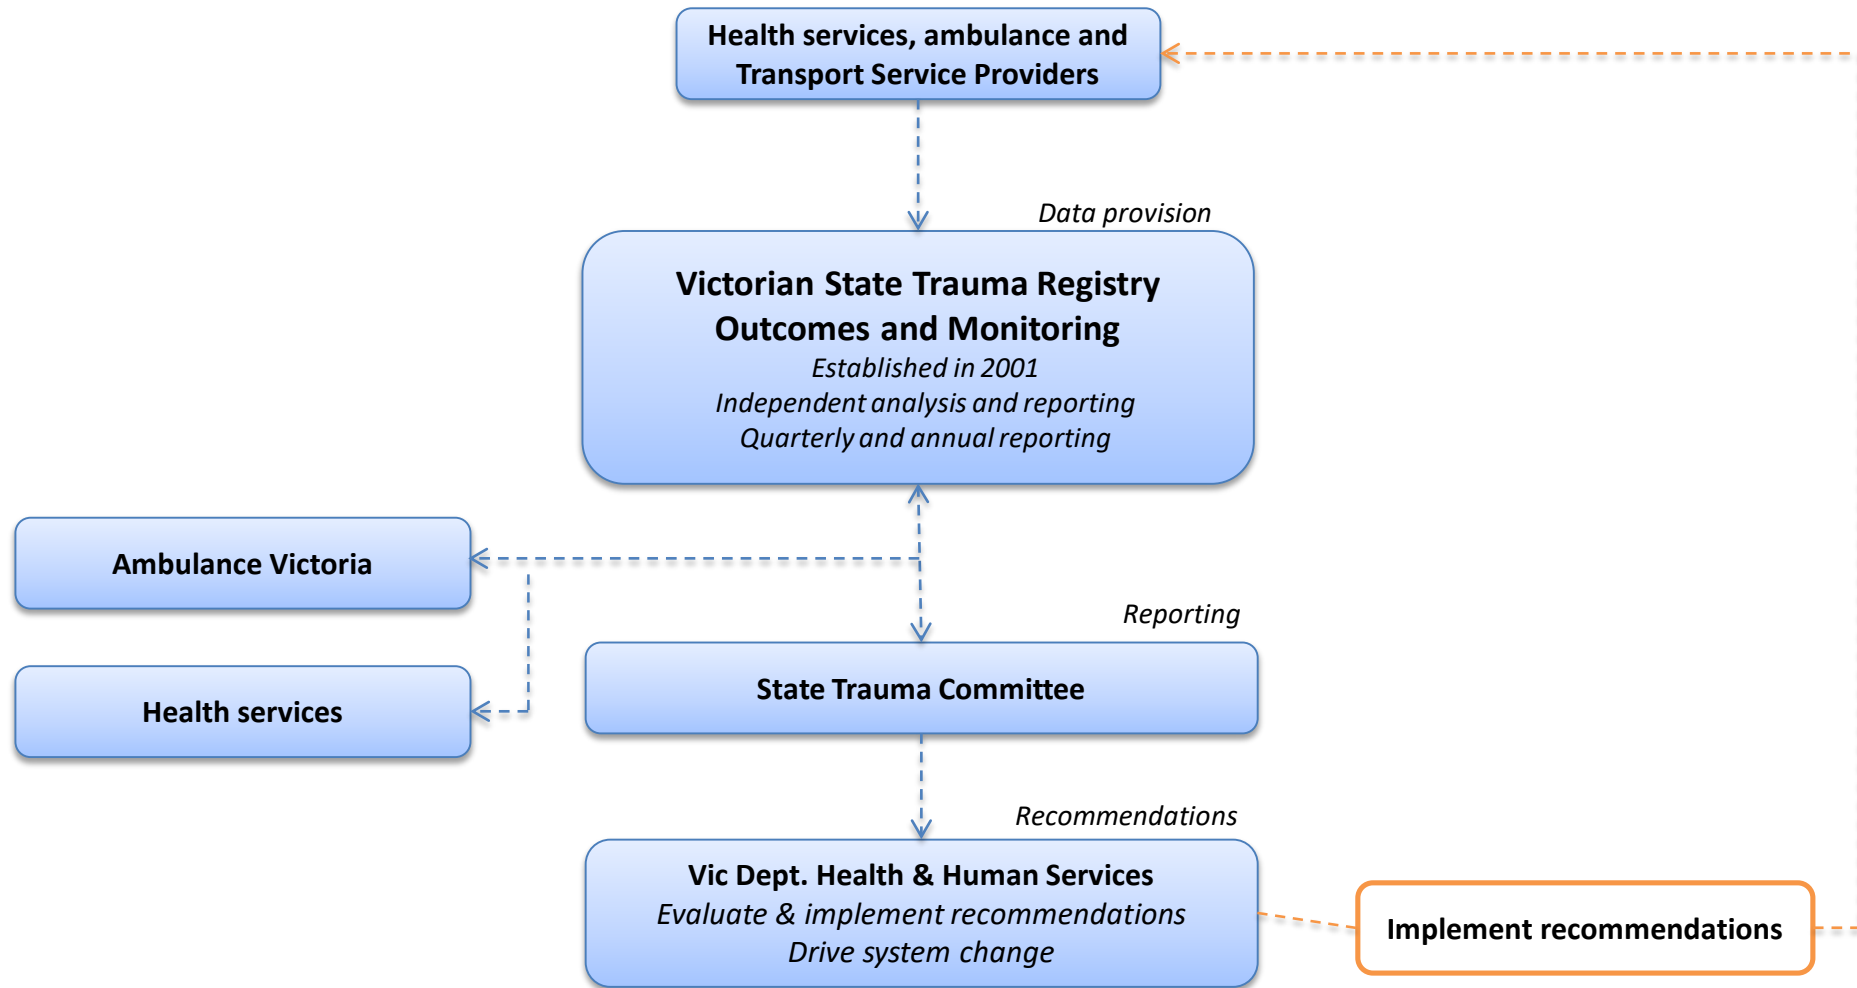 Health services, ambulance and
Transport Service Providers
Data provision
Victorian State Trauma Registry
Outcomes and Monitoring
Established in 2001
Independent analysis and reporting
Quarterly and annual reporting
Ambulance Victoria
Reporting
Health services
State Trauma Committee
Recommendations
Vic Dept. Health & Human Services
Evaluate & implement recommendations
Drive system change
Implement recommendations